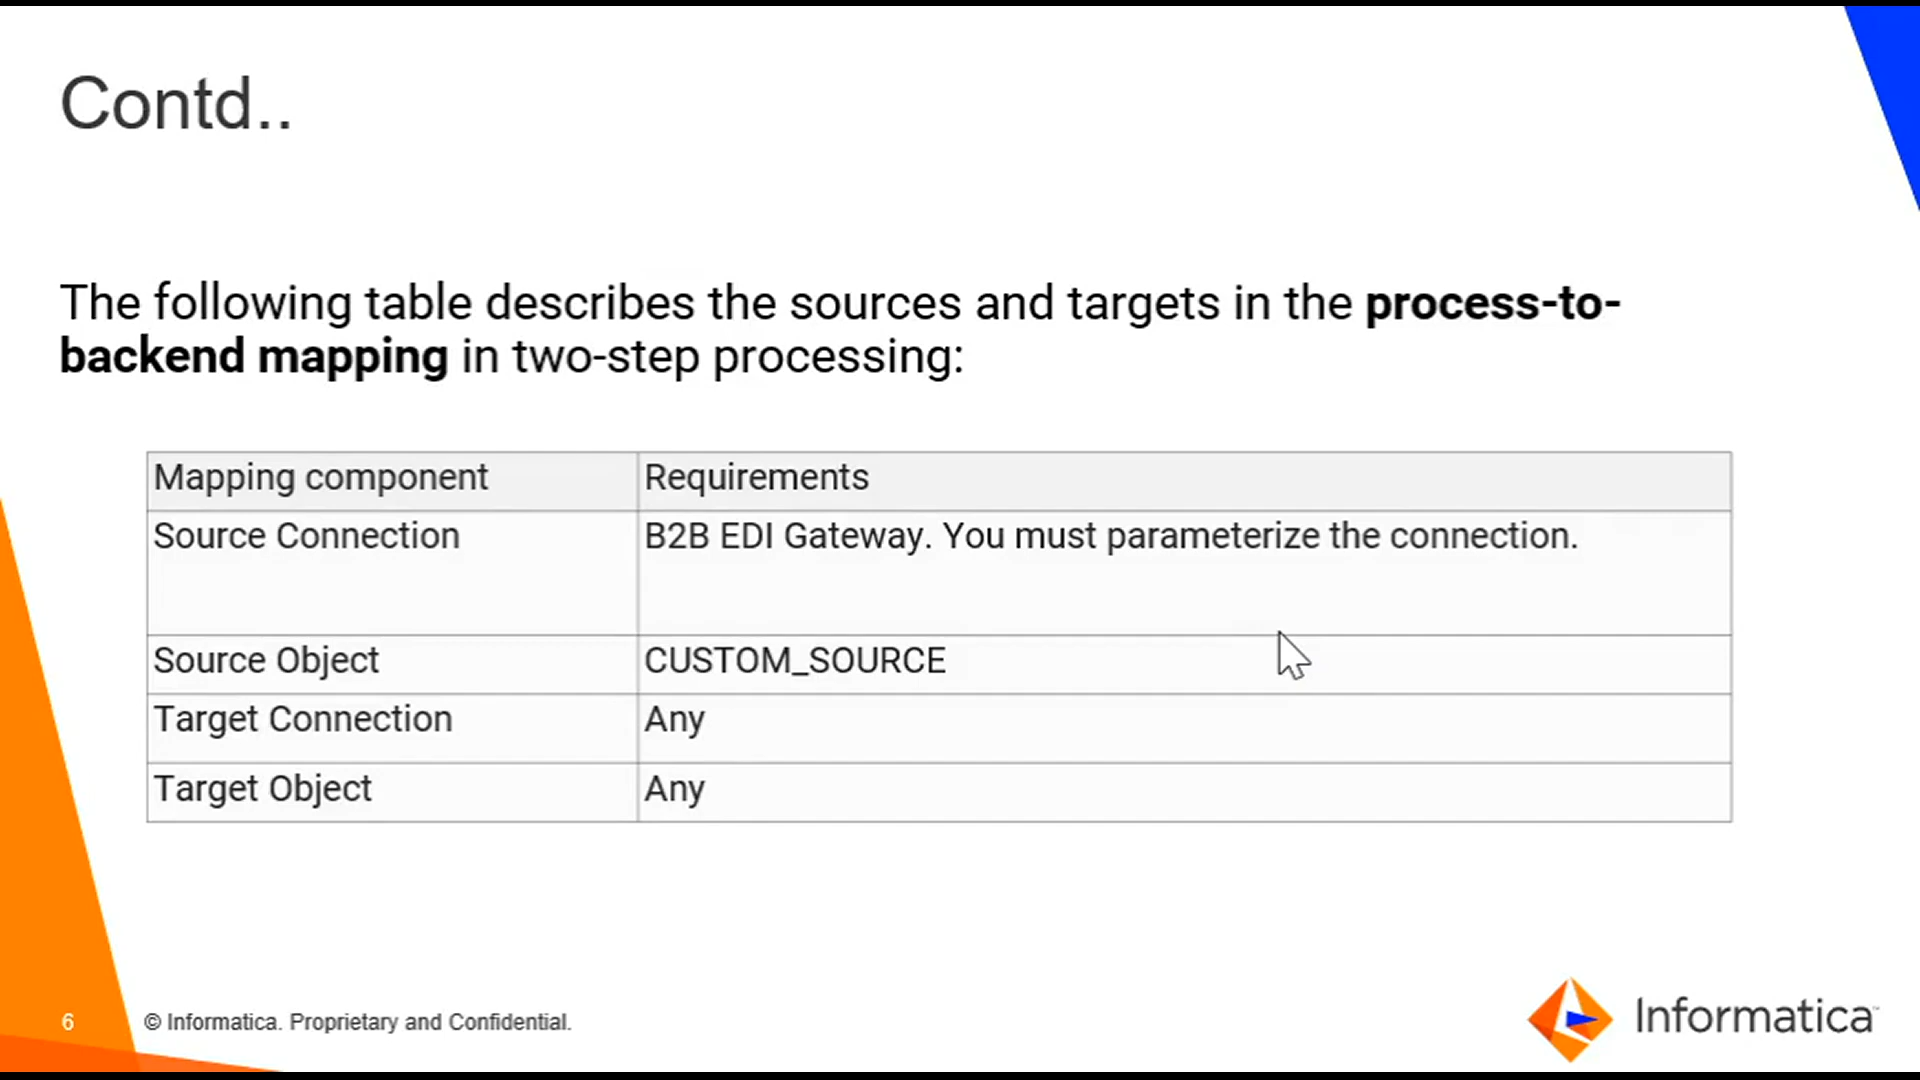 Contd..
The following table describes the sources and targets in the process-to-
backend mapping in two-step processing:
Mapping component Requirements
Source Connection B2B EDI Gateway. You must parameterize the connection.
Source Object CUSTOM_SOURCE
Target Connection Any
Target Object Any
6 © Informatica. Proprietary and Confidential.
Informatica™